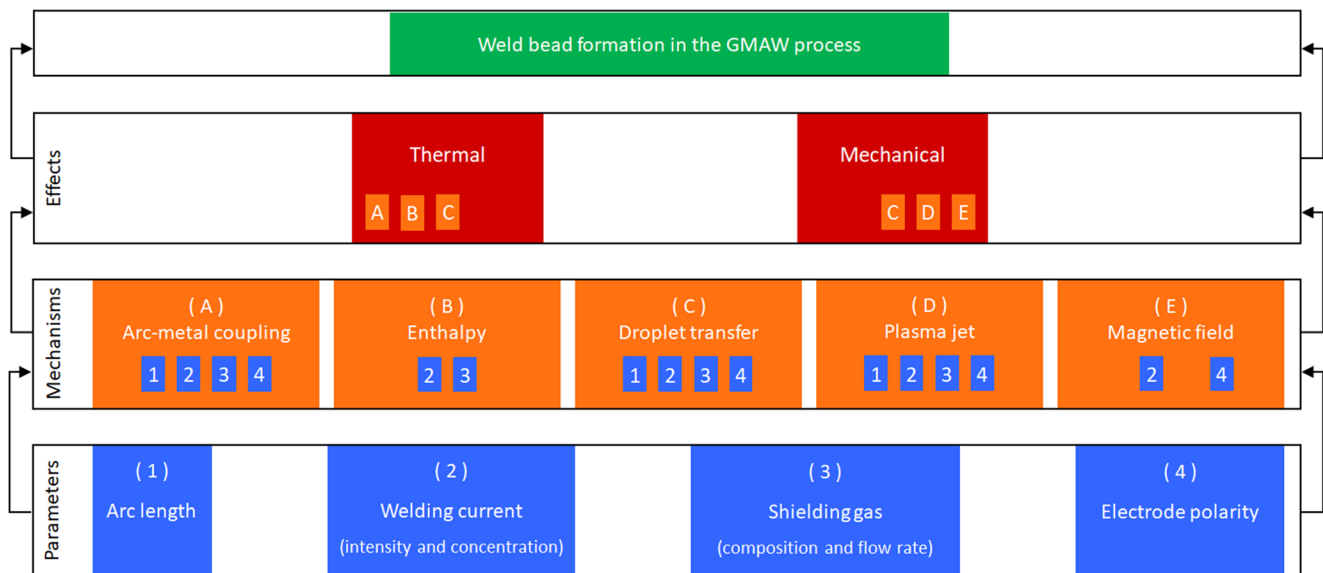 Weld bead formation in the GMAW process
Effects
Thermal
A B C
Mechanical
C D E
Mechanisms
( A )
Arc-metal coupling
1 2 3 4
( B )
Enthalpy
2 3
( C )
Droplet transfer
1 2 3 4
( D )
Plasma jet
1 2 3 4
( E )
Magnetic field
2 4
Parameters
( 1 )
Arc length
( 2 )
Welding current
(intensity and concentration)
( 3 )
Shielding gas
(composition and flow rate)
( 4 )
Electrode polarity